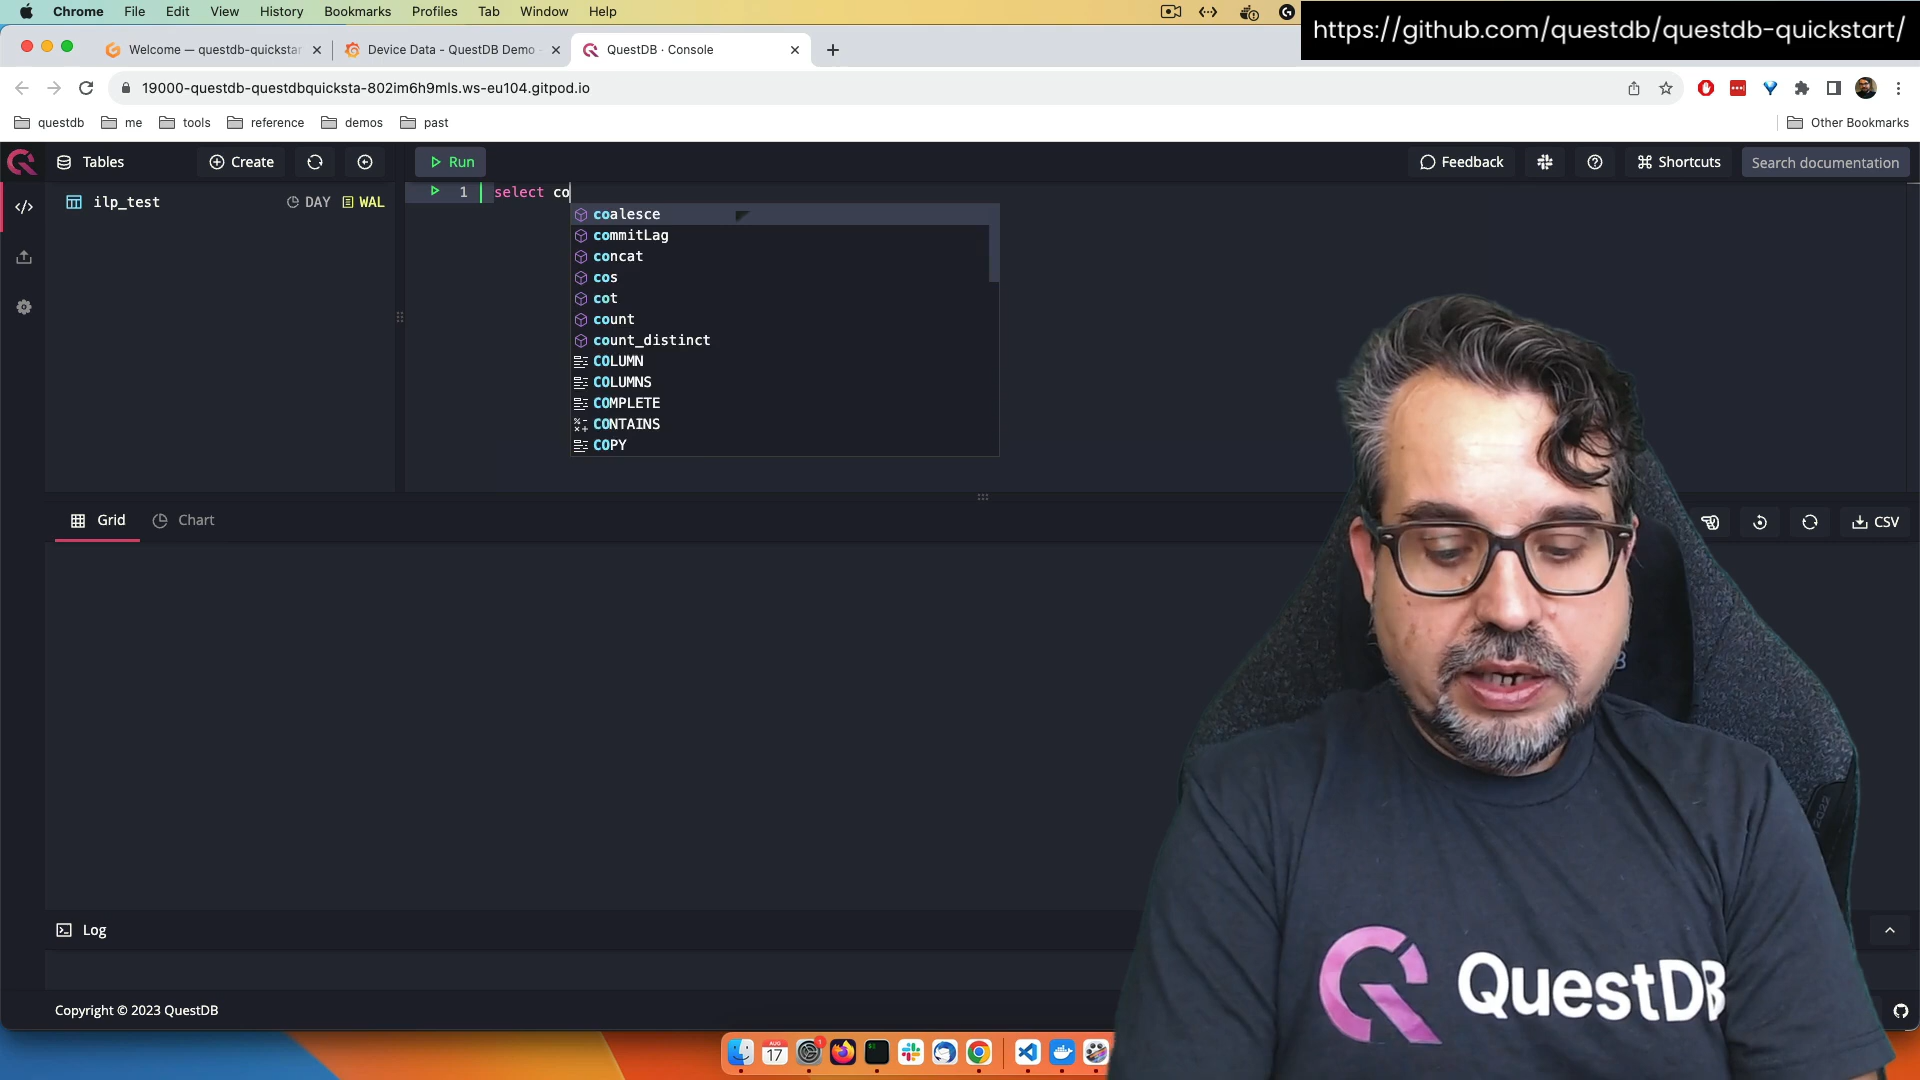 Chrome File Edit View History Bookmarks Profiles Tab Window Help
https://github.com/questdb/questdb-quickstart/
Welcome — questdb-quickstar
Device Data - QuestDB Demo -
QuestDB · Console
19000-questdb-questdbquicksta-802im6h9mls.ws-eu104.gitpod.io
questdb me tools reference demos past Other Bookmarks
Tables Create Run Feedback Shortcuts Search documentation
ilp_test DAY WAL
1 select co
coalesce
commitLag
concat
cos
cot
count
count_distinct
COLUMN
COLUMNS
COMPLETE
CONTAINS
COPY
Grid Chart CSV
Log
QuestDB
Copyright © 2023 QuestDB
AUG
17
1